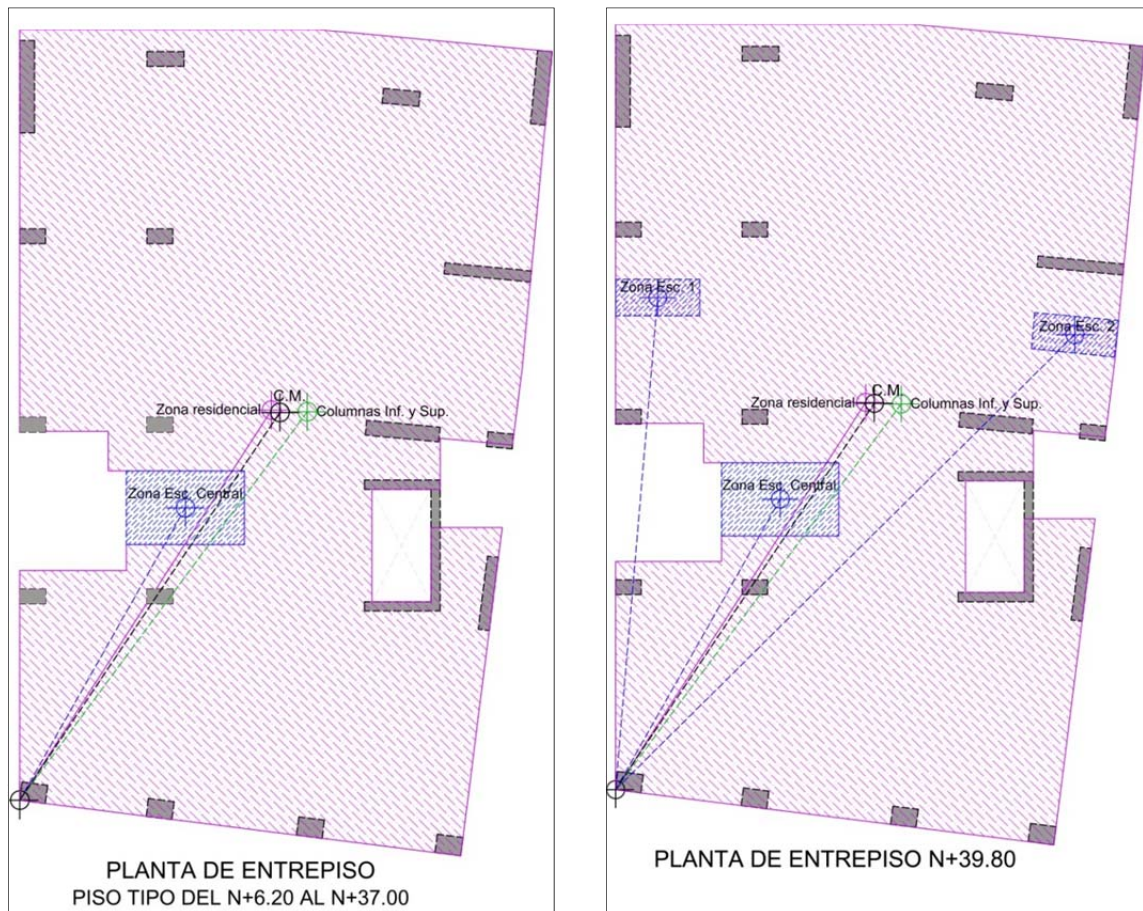 C.M.
Zona residencial
Columnas Inf. y Sup.
Zona Esc. Central
PLANTA DE ENTREPISO
PISO TIPO DEL N+6.20 AL N+37.00
Zona Esc. 1
Zona Esc. 2
C.M.
Zona residencial
Columnas Inf. y Sup.
Zona Esc. Central
PLANTA DE ENTREPISO N+39.80